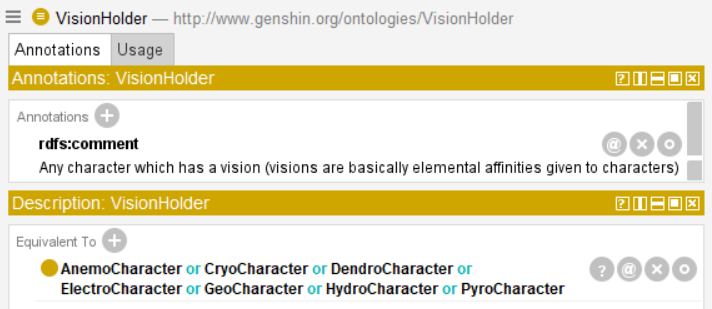 VisionHolder — http://www.genshin.org/ontologies/VisionHolder
Annotations Usage
Annotations: VisionHolder
Annotations
rdfs:comment
Any character which has a vision (visions are basically elemental affinities given to characters)
Description: VisionHolder
Equivalent To
AnemoCharacter or CryoCharacter or DendroCharacter or
ElectroCharacter or GeoCharacter or HydroCharacter or PyroCharacter